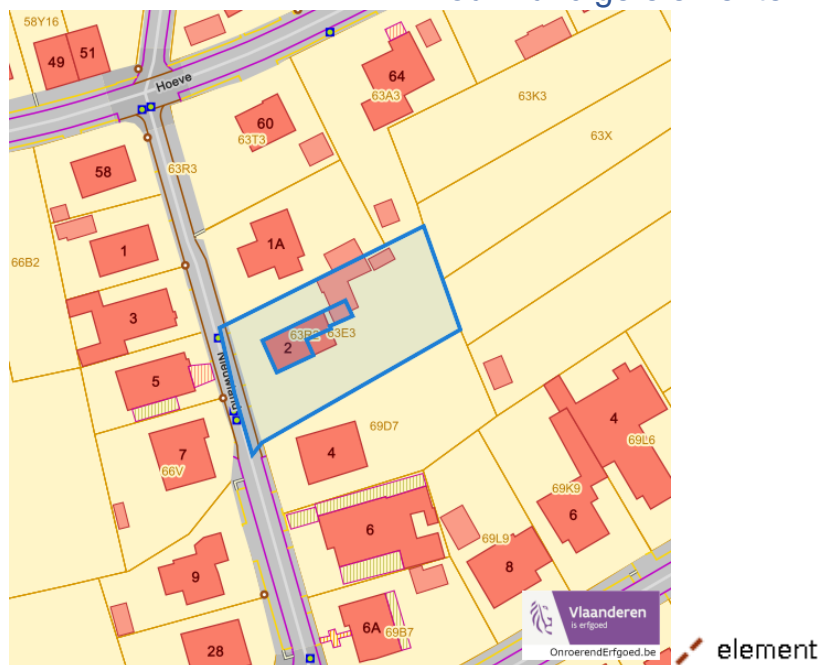 58Y16
49 51
Hoeve
64
63A3
63K3
60
63T3
63X
58
63R3
1
1A
66B2
3
63E3
2
5
Nieuwland
69D7
4
4
7
66V
69L6
69K9
6
6
69L9
8
9
6A
69B7
28
Vlaanderen
is erfgoed
OnroerendErfgoed.be
element